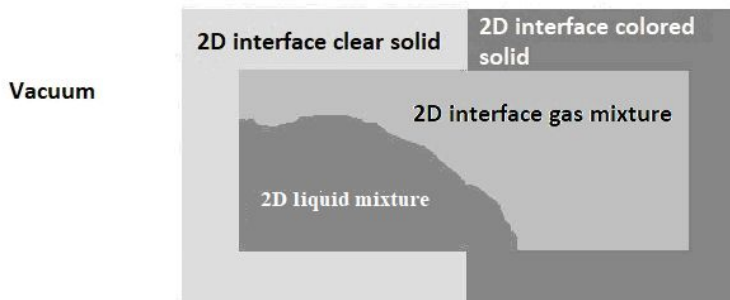 2D interface clear solid
2D interface colored
solid
Vacuum
2D interface gas mixture
2D liquid mixture